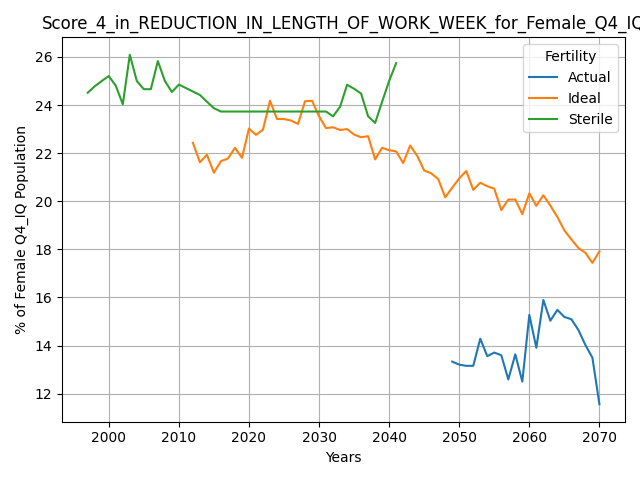 Score_4_in_REDUCTION_IN_LENGTH_OF_WORK_WEEK_for_Female_Q4_IQ
Fertility
Actual
Ideal
Sterile
% of Female Q4_IQ Population
26
24
22
20
18
16
14
12
2000 2010 2020 2030 2040 2050 2060 2070
Years